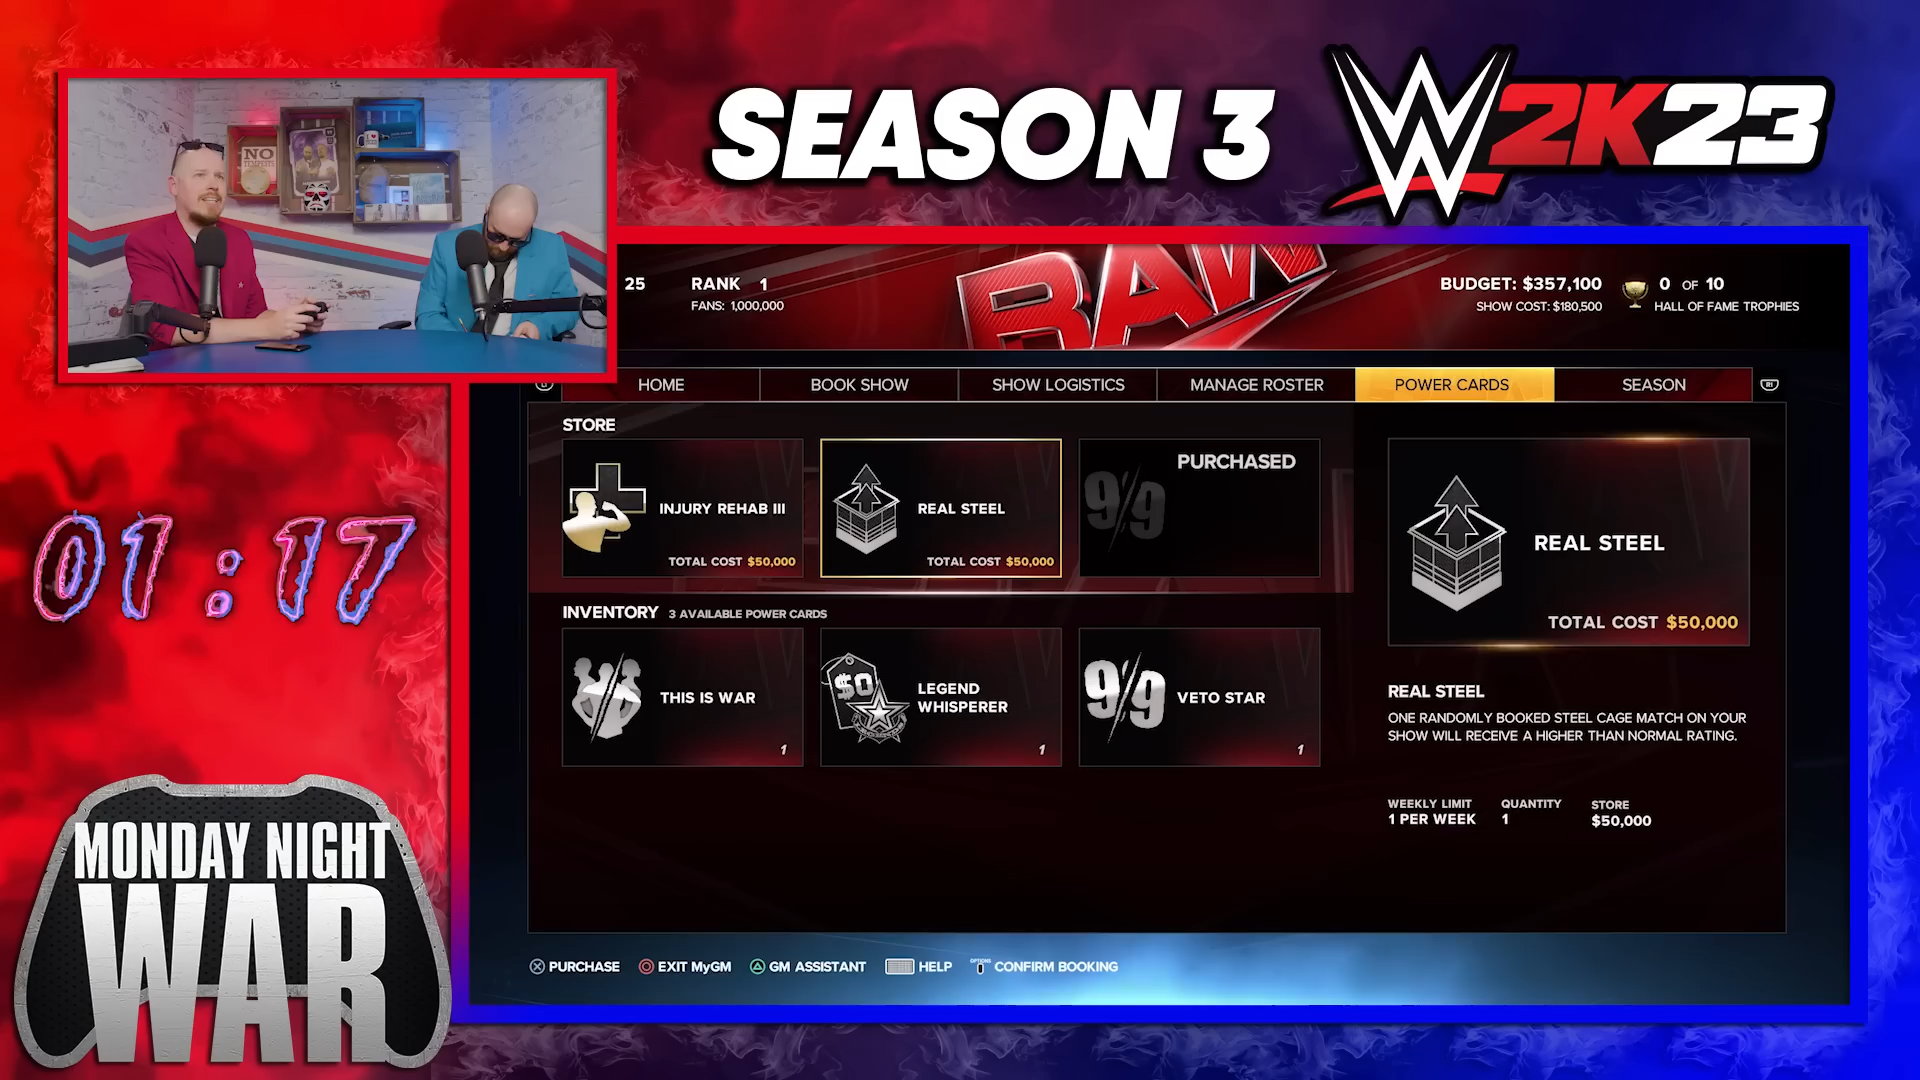 SEASON 3
W2K23
NO
25
RANK 1
FANS: 1,000,000
RAW
BUDGET: $357,100
SHOW COST: $180,500
0 OF 10
HALL OF FAME TROPHIES
HOME
BOOK SHOW
SHOW LOGISTICS
MANAGE ROSTER
POWER CARDS
SEASON
R1
STORE
INJURY REHAB III
TOTAL COST $50,000
REAL STEEL
TOTAL COST $50,000
9/9
PURCHASED
REAL STEEL
TOTAL COST $50,000
01:17
INVENTORY 3 AVAILABLE POWER CARDS
THIS IS WAR
1
$0
LEGEND
WHISPERER
1
9/9
VETO STAR
1
REAL STEEL
ONE RANDOMLY BOOKED STEEL CAGE MATCH ON YOUR
SHOW WILL RECEIVE A HIGHER THAN NORMAL RATING.
WEEKLY LIMIT
1 PER WEEK
QUANTITY
1
STORE
$50,000
MONDAY NIGHT
WAR
PURCHASE
EXIT MyGM
GM ASSISTANT
HELP
OPTIONS
CONFIRM BOOKING